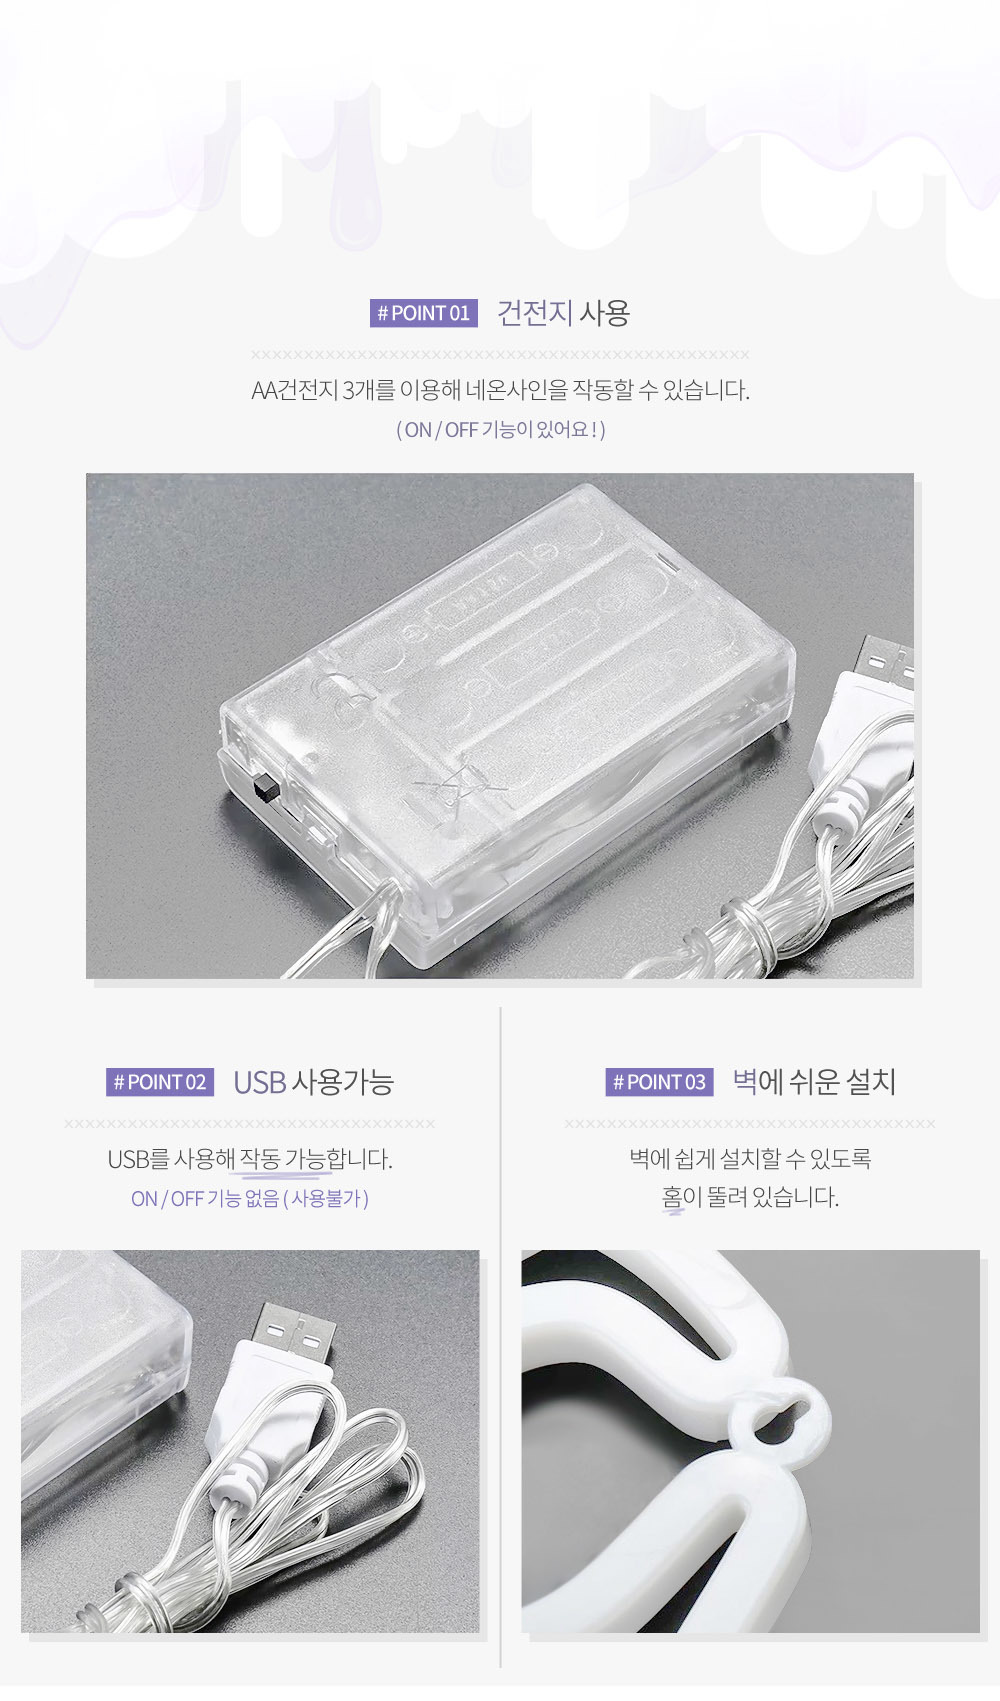 # POINT 01 건전지 사용
AA건전지 3개를 이용해 네온사인을 작동할 수 있습니다.
( ON / OFF 기능이 있어요 ! )
# POINT 02 USB 사용가능
USB를 사용해 작동 가능합니다.
ON / OFF 기능 없음 ( 사용불가 )
# POINT 03 벽에 쉬운 설치
벽에 쉽게 설치할 수 있도록
홈이 뚫려 있습니다.